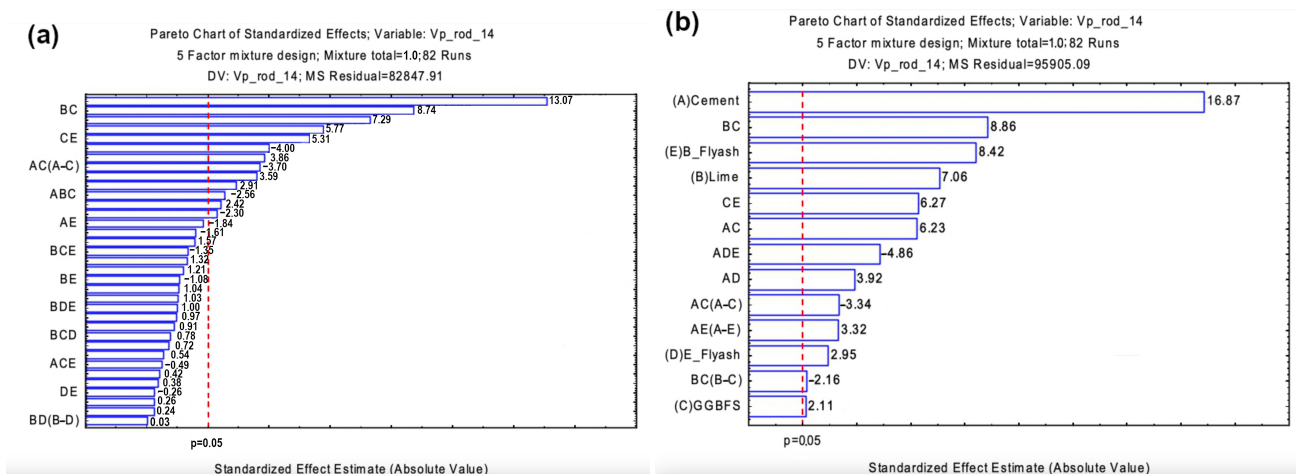 (a)
Pareto Chart of Standardized Effects; Variable: Vp_rod_14
5 Factor mixture design; Mixture total=1.0; 82 Runs
DV: Vp_rod_14; MS Residual=82847.91
13.07
BC
8.74
7.29
5.77
CE
5.31
-4.00
3.86
AC(A-C)
-3.70
3.59
2.91
ABC
-2.56
2.42
-2.30
AE
-1.84
-1.61
1.57
BCE
-1.35
1.32
1.21
BE
-1.08
1.04
1.03
BDE
1.00
0.97
0.91
BCD
0.78
0.72
0.54
ACE
-0.49
0.42
0.38
DE
-0.26
0.26
0.24
BD(B-D)
0.03
p=0.05
Standardized Effect Estimate (Absolute Value)
(b)
Pareto Chart of Standardized Effects; Variable: Vp_rod_14
5 Factor mixture design; Mixture total=1.0; 82 Runs
DV: Vp_rod_14; MS Residual=95905.09
(A)Cement 16.87
BC 8.86
(E)B_Flyash 8.42
(B)Lime 7.06
CE 6.27
AC 6.23
ADE -4.86
AD 3.92
AC(A-C) -3.34
AE(A-E) 3.32
(D)E_Flyash 2.95
BC(B-C) -2.16
(C)GGBFS 2.11
p=0.05
Standardized Effect Estimate (Absolute Value)